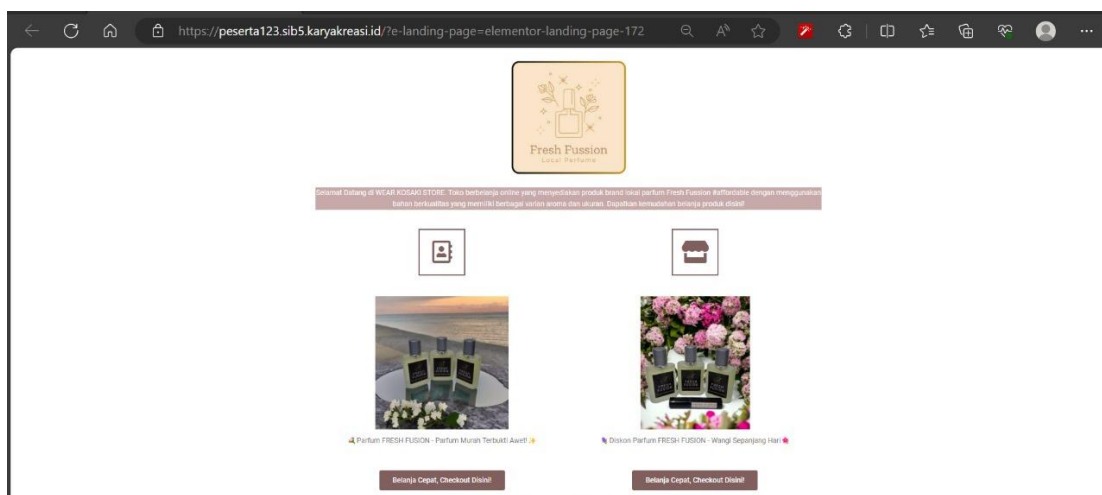 https://peserta123.sib5.karyakreasi.id/?e-landing-page=elementor-landing-page-172
Fresh Fussion
Local Perfume
Selamat Datang di WEAR KOSAKI STORE. Toko berbelanja online yang menyediakan produk brand lokal parfum Fresh Fussion #affordable dengan menggunakan
bahan berkualitas yang memiliki berbagai varian aroma dan ukuran. Dapatkan kemudahan belanja produk disini!
Parfum FRESH FUSION - Parfum Murah Terbukti Awet!
Diskon Parfum FRESH FUSION - Wangi Sepanjang Hari
Belanja Cepat, Checkout Disini!
Belanja Cepat, Checkout Disini!